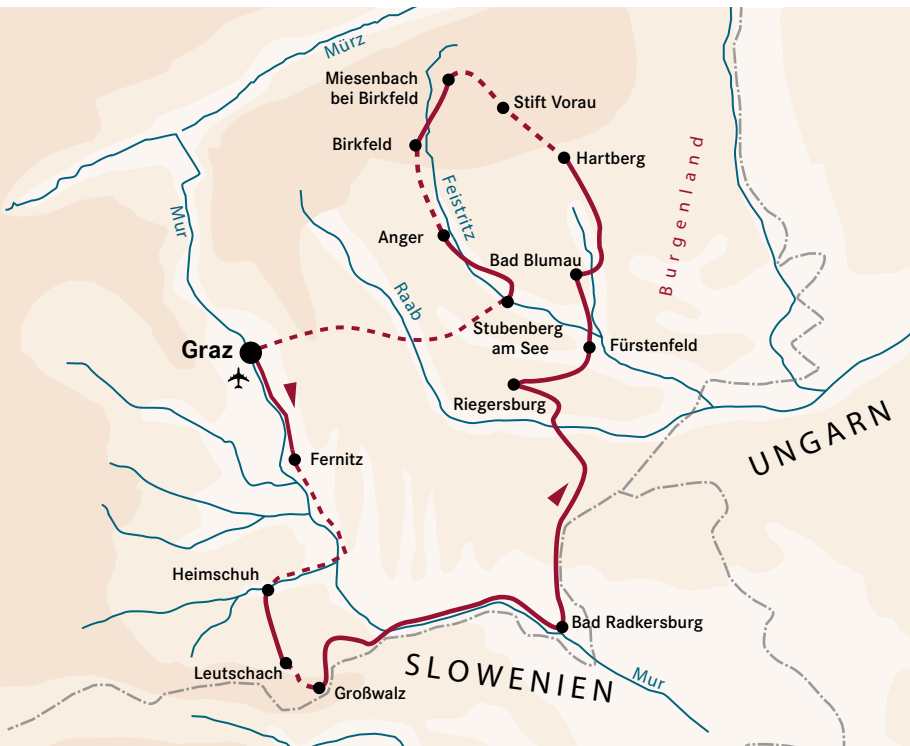 Mürz
Miesenbach
bei Birkfeld
Stift Vorau
Birkfeld
Hartberg
Burgenland
Feistritz
Mur
Anger
Bad Blumau
Raab
Stubenberg
am See
Graz
Fürstenfeld
Riegersburg
UNGARN
Fernitz
Heimschuh
Bad Radkersburg
Leutschach
SLOWENIEN
Mur
Großwalz